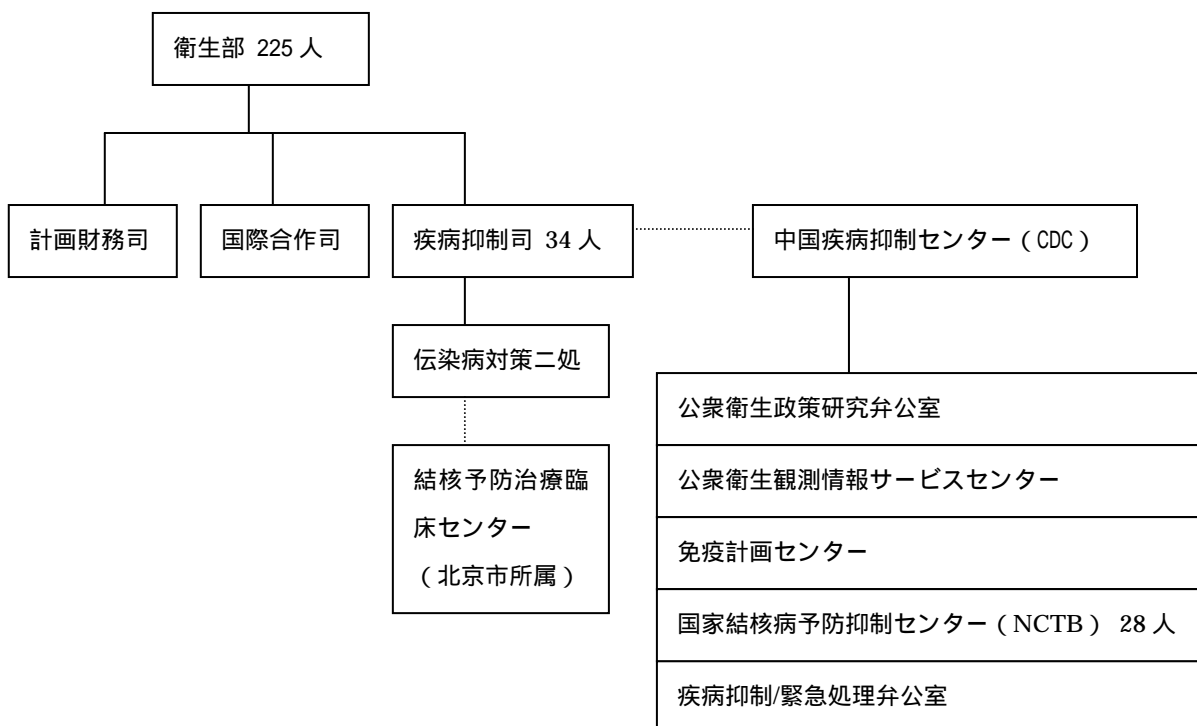 衛生部 225 人
計画財務司
国際合作司
疾病抑制司 34 人
中国疾病抑制センター（CDC）
伝染病対策二処
結核予防治療臨
床センター
（北京市所属）
公衆衛生政策研究弁公室
公衆衛生観測情報サービスセンター
免疫計画センター
国家結核病予防抑制センター（NCTB） 28 人
疾病抑制/緊急処理弁公室